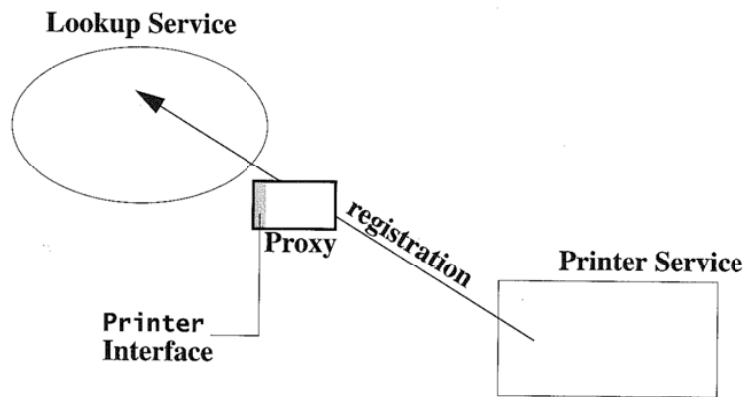 Lookup Service
registration
Proxy
Printer Service
Printer
Interface